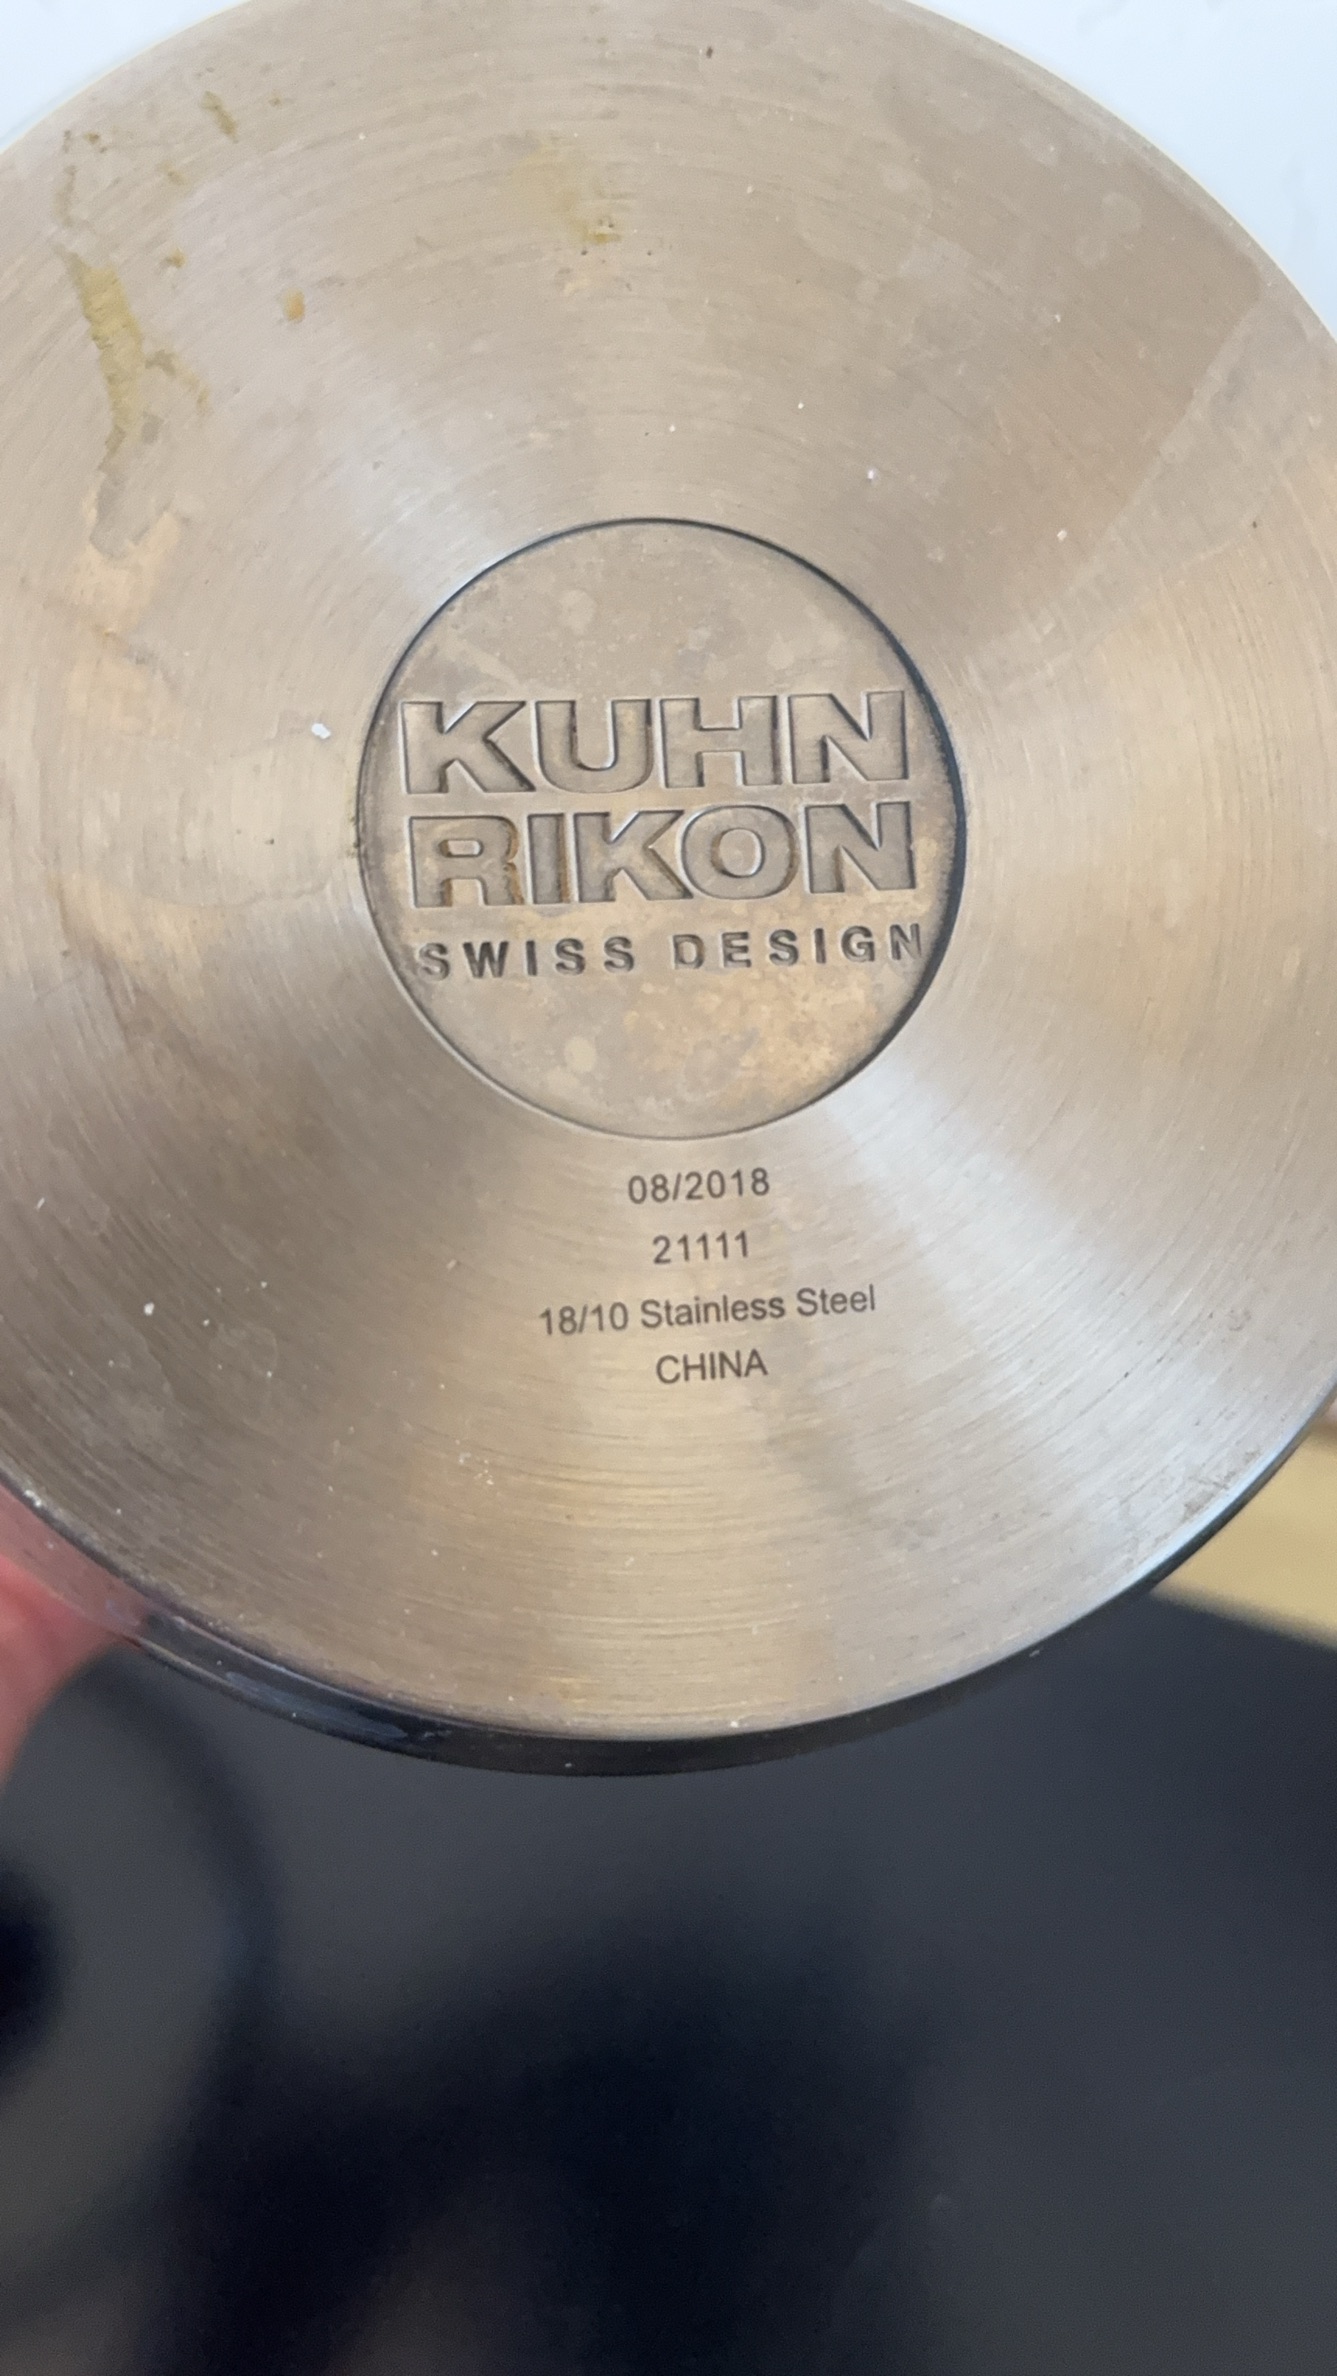 KUHN
RIKON
SWISS DESIGN
08/2018
21111
18/10 Stainless Steel
CHINA